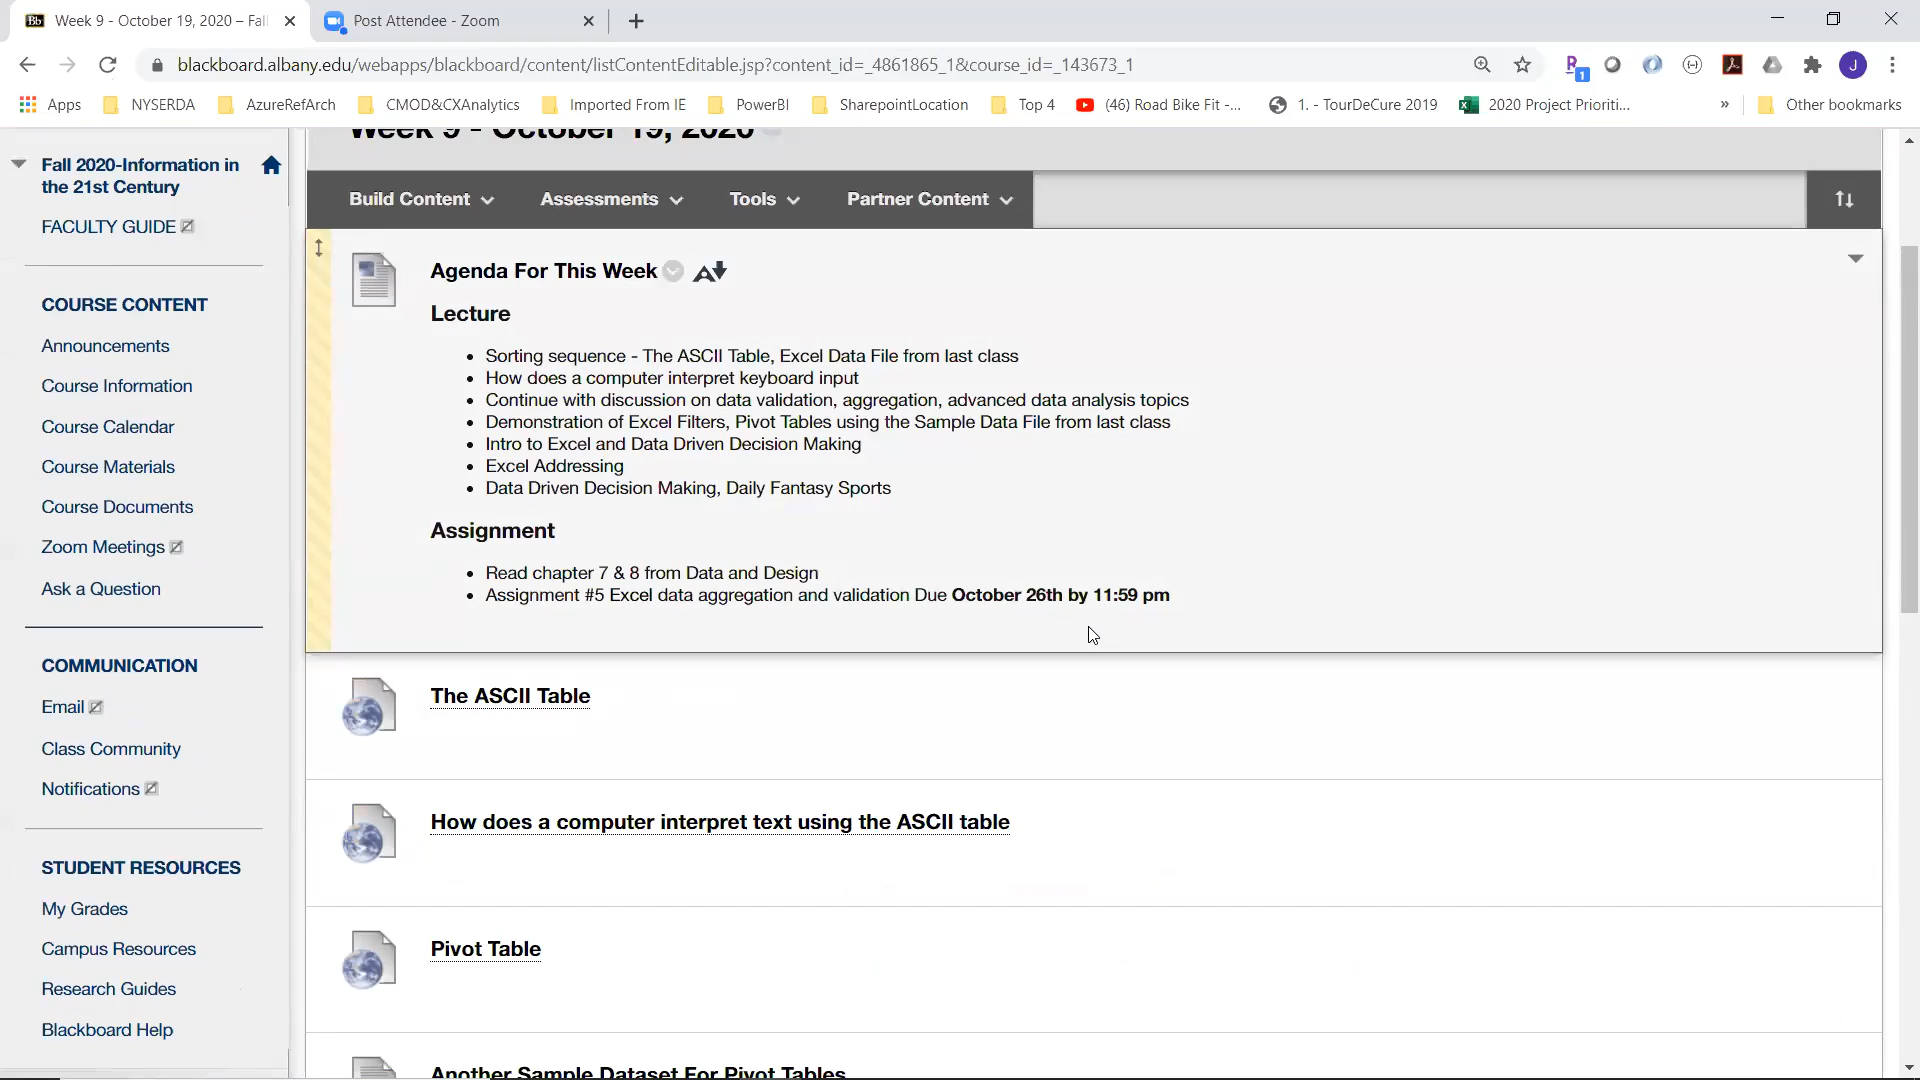 Week 9 - October 19, 2020 – Fall
Post Attendee - Zoom
blackboard.albany.edu/webapps/blackboard/content/listContentEditable.jsp?content_id=_4861865_1&course_id=_143673_1
1
J
Apps
NYSERDA
AzureRefArch
CMOD&CXAnalytics
Imported From IE
PowerBI
SharepointLocation
Top 4
(46) Road Bike Fit -...
1. - TourDeCure 2019
2020 Project Prioriti...
»
Other bookmarks
Fall 2020-Information in
the 21st Century
FACULTY GUIDE
COURSE CONTENT
Announcements
Course Information
Course Calendar
Course Materials
Course Documents
Zoom Meetings
Ask a Question
COMMUNICATION
Email
Class Community
Notifications
STUDENT RESOURCES
My Grades
Campus Resources
Research Guides
Blackboard Help
Week 9 - October 19, 2020
Build Content
Assessments
Tools
Partner Content
Agenda For This Week
Lecture
• Sorting sequence - The ASCII Table, Excel Data File from last class
• How does a computer interpret keyboard input
• Continue with discussion on data validation, aggregation, advanced data analysis topics
• Demonstration of Excel Filters, Pivot Tables using the Sample Data File from last class
• Intro to Excel and Data Driven Decision Making
• Excel Addressing
• Data Driven Decision Making, Daily Fantasy Sports
Assignment
• Read chapter 7 & 8 from Data and Design
• Assignment #5 Excel data aggregation and validation Due October 26th by 11:59 pm
The ASCII Table
How does a computer interpret text using the ASCII table
Pivot Table
Another Sample Dataset For Pivot Tables